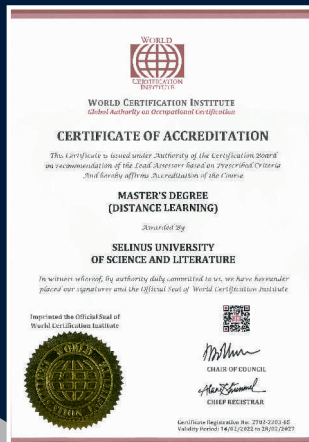 WORLD
CERTIFICATION
INSTITUTE
WORLD CERTIFICATION INSTITUTE
Global Authority on Occupational Certification
CERTIFICATE OF ACCREDITATION
This Certificate is issued under Authority of the Certification Board
on recommendation of the Lead Assessors based on Prescribed Criteria
And hereby affirms Accreditation of the Course
MASTER'S DEGREE
(DISTANCE LEARNING)
Awarded By
SELINUS UNIVERSITY
OF SCIENCE AND LITERATURE
In witness whereof, by authority duly committed to us, we have hereunder
placed our signatures and the Official Seal of World Certification Institute
Imprinted the Official Seal of
World Certification Institute
WORLD
CHAIR OF COUNCIL
CHIEF REGISTRAR
Certificate Registration No: 2702-2203-65
Validity Period: 14/02/2022 to 28/02/2027